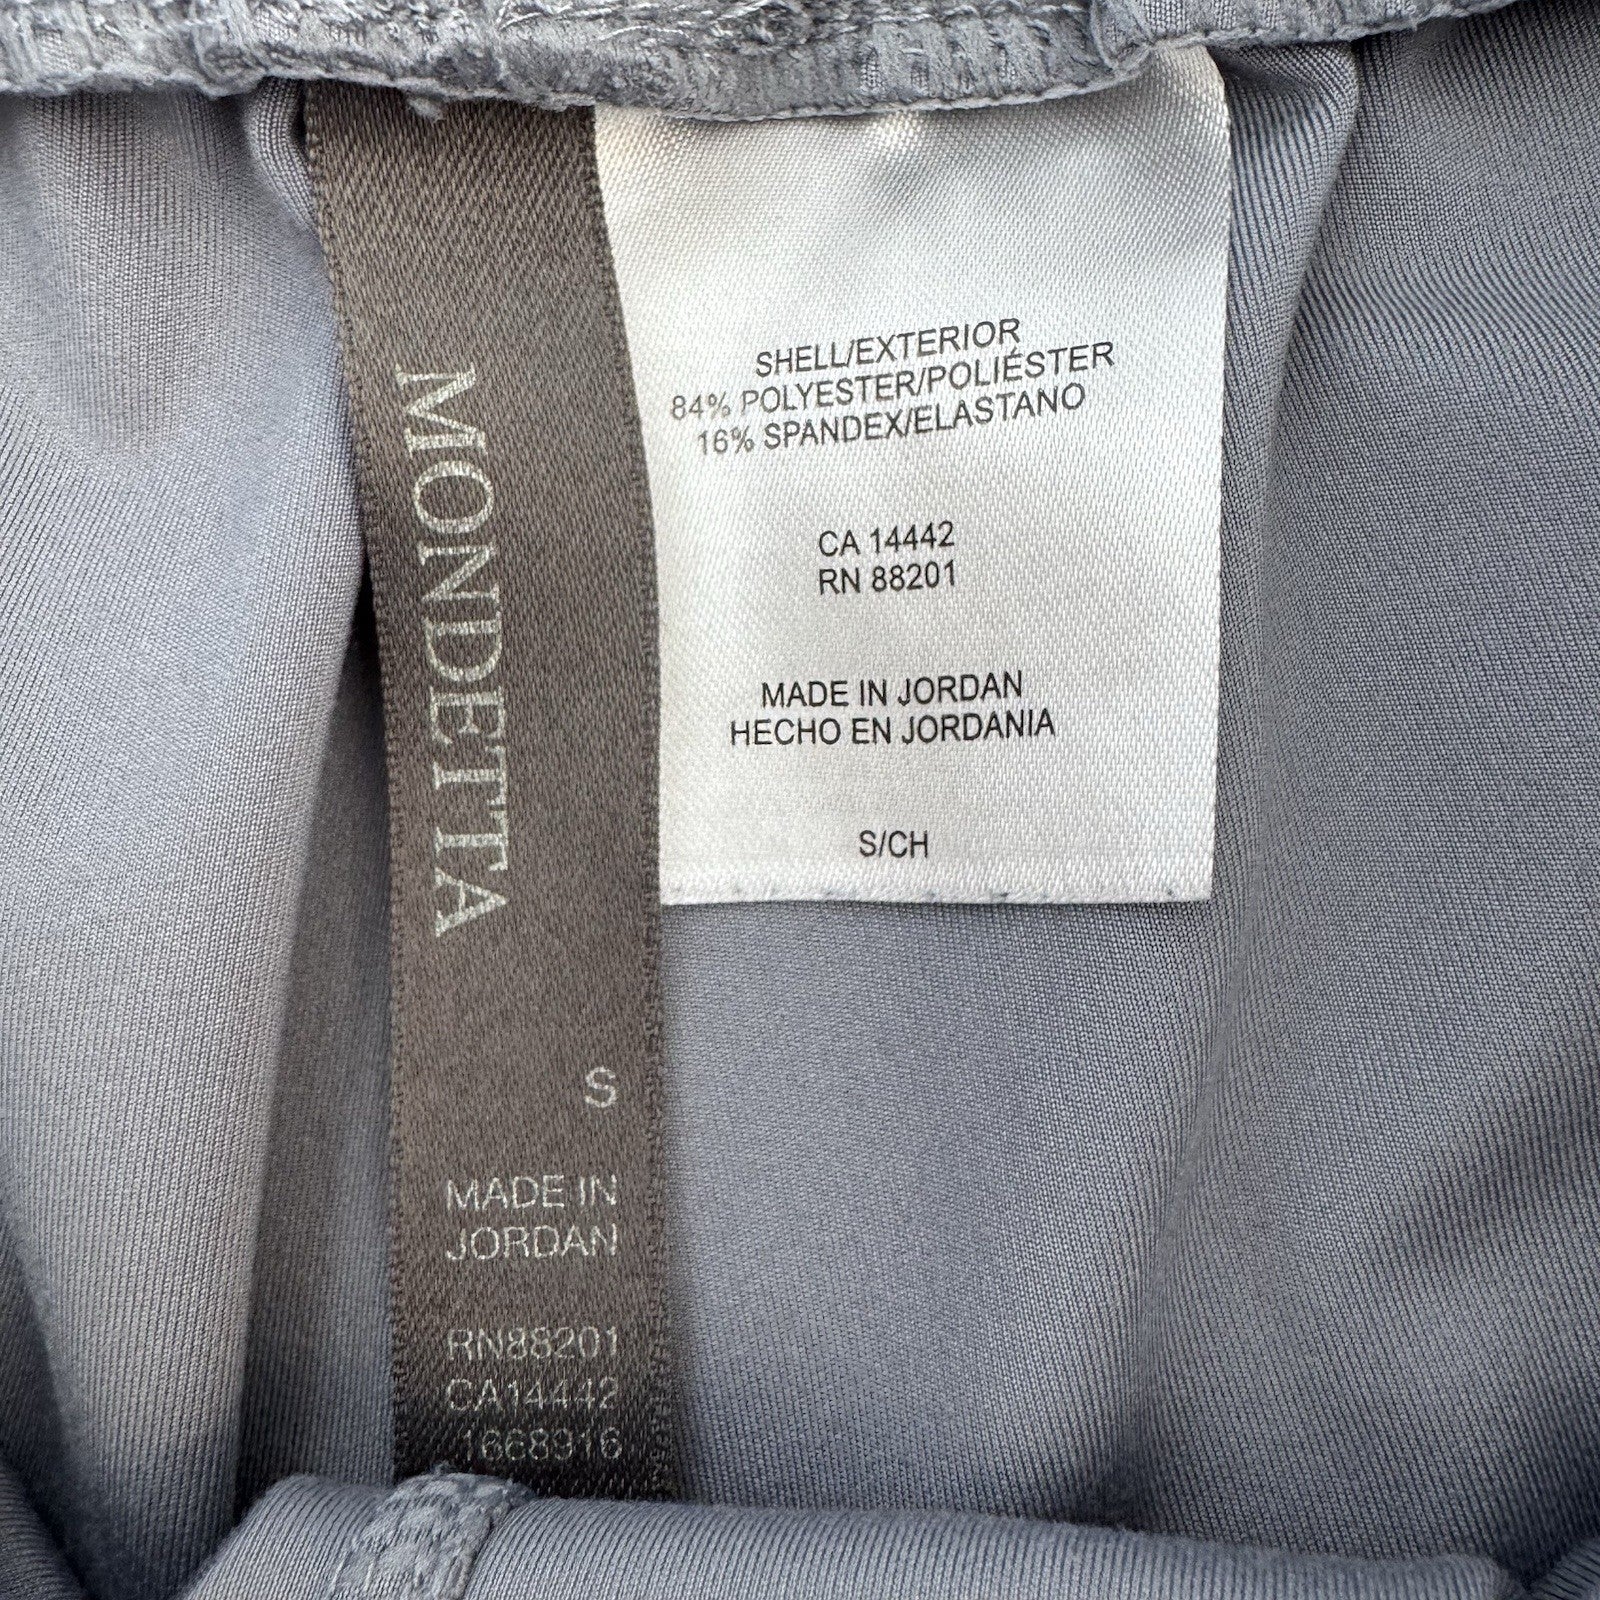 MONDETTA
S
MADE IN
JORDAN
RN88201
CA14442
1668916
SHELL/EXTERIOR
84% POLYESTER/POLIÉSTER
16% SPANDEX/ELASTANO
CA 14442
RN 88201
MADE IN JORDAN
HECHO EN JORDANIA
S/CH